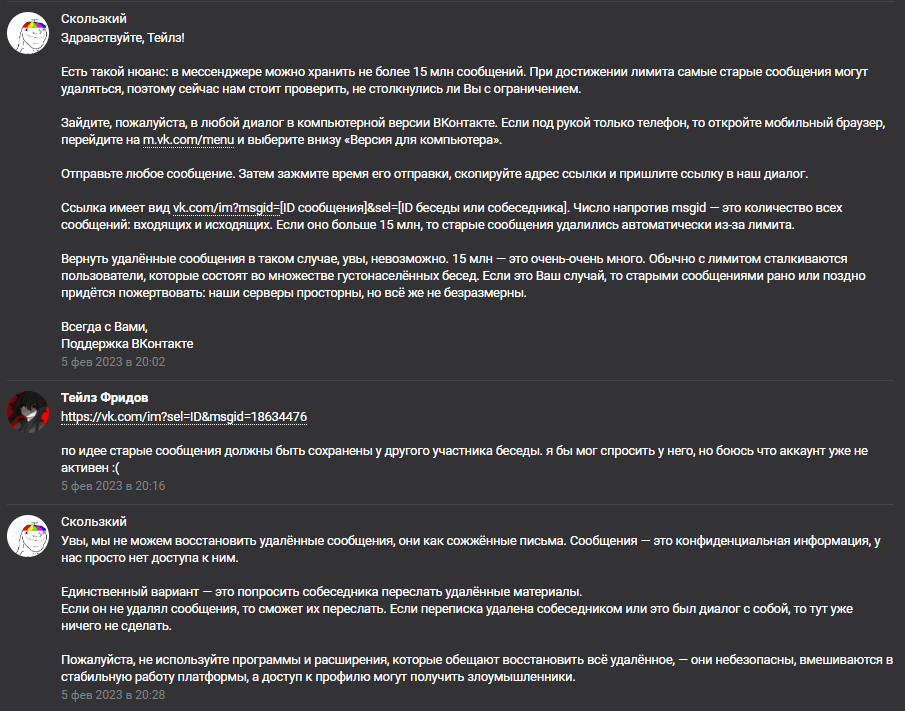 Скользкий
Здравствуйте, Тейлз!
Есть такой нюанс: в мессенджере можно хранить не более 15 млн сообщений. При достижении лимита самые старые сообщения могут
удаляться, поэтому сейчас нам стоит проверить, не столкнулись ли Вы с ограничением.
Зайдите, пожалуйста, в любой диалог в компьютерной версии ВКонтакте. Если под рукой только телефон, то откройте мобильный браузер,
перейдите на m.vk.com/menu и выберите внизу «Версия для компьютера».
Отправьте любое сообщение. Затем зажмите время его отправки, скопируйте адрес ссылки и пришлите ссылку в наш диалог.
Ссылка имеет вид vk.com/im?msgid=[ID сообщения]&sel=[ID беседы или собеседника]. Число напротив msgid — это количество всех
сообщений: входящих и исходящих. Если оно больше 15 млн, то старые сообщения удалились автоматически из-за лимита.
Вернуть удалённые сообщения в таком случае, увы, невозможно. 15 млн — это очень-очень много. Обычно с лимитом сталкиваются
пользователи, которые состоят во множестве густонаселённых бесед. Если это Ваш случай, то старыми сообщениями рано или поздно
придётся пожертвовать: наши серверы просторны, но всё же не безразмерны.
Всегда с Вами,
Поддержка ВКонтакте
5 фев 2023 в 20:02
Тейлз Фридов
https://vk.com/im?sel=ID&msgid=18634476
по идее старые сообщения должны быть сохранены у другого участника беседы. я бы мог спросить у него, но боюсь что аккаунт уже не
активен :(
5 фев 2023 в 20:16
Скользкий
Увы, мы не можем восстановить удалённые сообщения, они как сожжённые письма. Сообщения — это конфиденциальная информация, у
нас просто нет доступа к ним.
Единственный вариант — это попросить собеседника переслать удалённые материалы.
Если он не удалял сообщения, то сможет их переслать. Если переписка удалена собеседником или это был диалог с собой, то тут уже
ничего не сделать.
Пожалуйста, не используйте программы и расширения, которые обещают восстановить всё удалённое, — они небезопасны, вмешиваются в
стабильную работу платформы, а доступ к профилю могут получить злоумышленники.
5 фев 2023 в 20:28